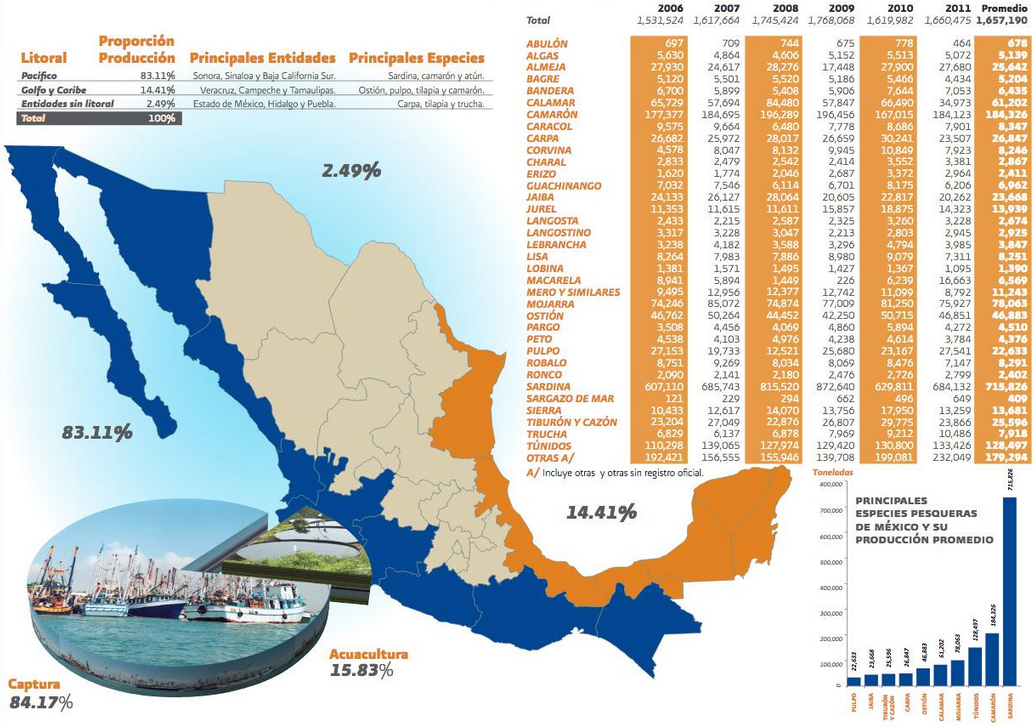 Litoral Proporción Producción Principales Entidades Principales Especies
Pacífico 83.11% Sonora, Sinaloa y Baja California Sur. Sardina, camarón y atún.
Golfo y Caribe 14.41% Veracruz, Campeche y Tamaulipas. Ostión, pulpo, tilapia y camarón.
Entidades sin litoral 2.49% Estado de México, Hidalgo y Puebla. Carpa, tilapia y trucha.
Total 100%
2.49%
83.11%
14.41%
Captura
84.17%
Acuacultura
15.83%
2006 2007 2008 2009 2010 2011 Promedio
Total 1,531,524 1,617,664 1,745,424 1,768,068 1,619,982 1,660,475 1,657,190
ABULÓN 697 709 744 675 778 464 678
ALGAS 5,630 4,864 4,606 5,152 5,513 5,072 5,139
ALMEJA 27,930 24,617 28,276 17,448 27,900 27,680 25,642
BAGRE 5,120 5,501 5,520 5,186 5,466 4,434 5,204
BANDERA 6,700 5,899 5,408 5,906 7,644 7,053 6,435
CALAMAR 65,729 57,694 84,480 57,847 66,490 34,973 61,202
CAMARÓN 177,377 184,695 196,289 196,456 167,015 184,123 184,326
CARACOL 9,575 9,664 6,480 7,778 8,686 7,901 8,347
CARPA 26,682 25,972 28,017 26,659 30,241 23,507 26,847
CORVINA 4,578 8,047 8,132 9,945 10,849 7,923 8,246
CHARAL 2,833 2,479 2,542 2,414 3,552 3,381 2,867
ERIZO 1,620 1,774 2,046 2,687 3,372 2,964 2,411
GUACHINANGO 7,032 7,546 6,114 6,701 8,175 6,206 6,962
JAIBA 24,133 26,127 28,064 20,605 22,817 20,262 23,668
JUREL 11,353 11,615 11,611 15,857 18,875 14,323 13,939
LANGOSTA 2,433 2,215 2,587 2,325 3,260 3,228 2,674
LANGOSTINO 3,317 3,228 3,047 2,213 2,803 2,945 2,925
LEBRANCHA 3,238 4,182 3,588 3,296 4,794 3,985 3,847
LISA 8,264 7,983 7,886 8,980 9,079 7,311 8,251
LOBINA 1,381 1,571 1,495 1,427 1,367 1,095 1,390
MACARELA 8,941 5,894 1,449 226 6,239 16,663 6,569
MERO Y SIMILARES 9,495 12,956 12,377 12,742 11,099 8,792 11,243
MOJARRA 74,246 85,072 74,874 77,009 81,250 75,927 78,063
OSTIÓN 46,762 50,264 44,452 42,250 50,715 46,851 46,883
PARGO 3,508 4,456 4,069 4,860 5,894 4,272 4,510
PETO 4,538 4,103 4,976 4,238 4,614 3,784 4,376
PULPO 27,153 19,733 12,521 25,680 23,167 27,541 22,633
ROBALO 8,751 9,269 8,034 8,069 8,476 7,147 8,291
RONCO 2,090 2,141 2,180 2,476 2,726 2,799 2,402
SARDINA 607,110 685,743 815,520 872,640 629,811 684,132 715,826
SARGAZO DE MAR 121 229 294 662 496 649 409
SIERRA 10,433 12,617 14,070 13,756 17,950 13,259 13,681
TIBURÓN Y CAZÓN 23,204 27,049 22,876 26,807 29,775 23,866 25,596
TRUCHA 6,829 6,137 6,878 7,969 9,212 10,486 7,918
TÚNIDOS 110,298 139,065 127,974 129,420 130,800 133,426 128,497
OTRAS A/ 192,421 156,555 155,946 139,708 199,081 232,049 179,294
A/ Incluye otras y otras sin registro oficial.
Toneladas
PRINCIPALES
ESPECIES PESQUERAS
DE MÉXICO Y SU
PRODUCCIÓN PROMEDIO
800,000
700,000
600,000
500,000
400,000
300,000
200,000
100,000
0
22,633 23,668 25,596 26,847 46,883 61,202 78,063 128,497 184,326 715,826
PULPO JAIBA TIBURÓN Y CAZÓN CARPA OSTIÓN CALAMAR MOJARRA TÚNIDOS CAMARÓN SARDINA